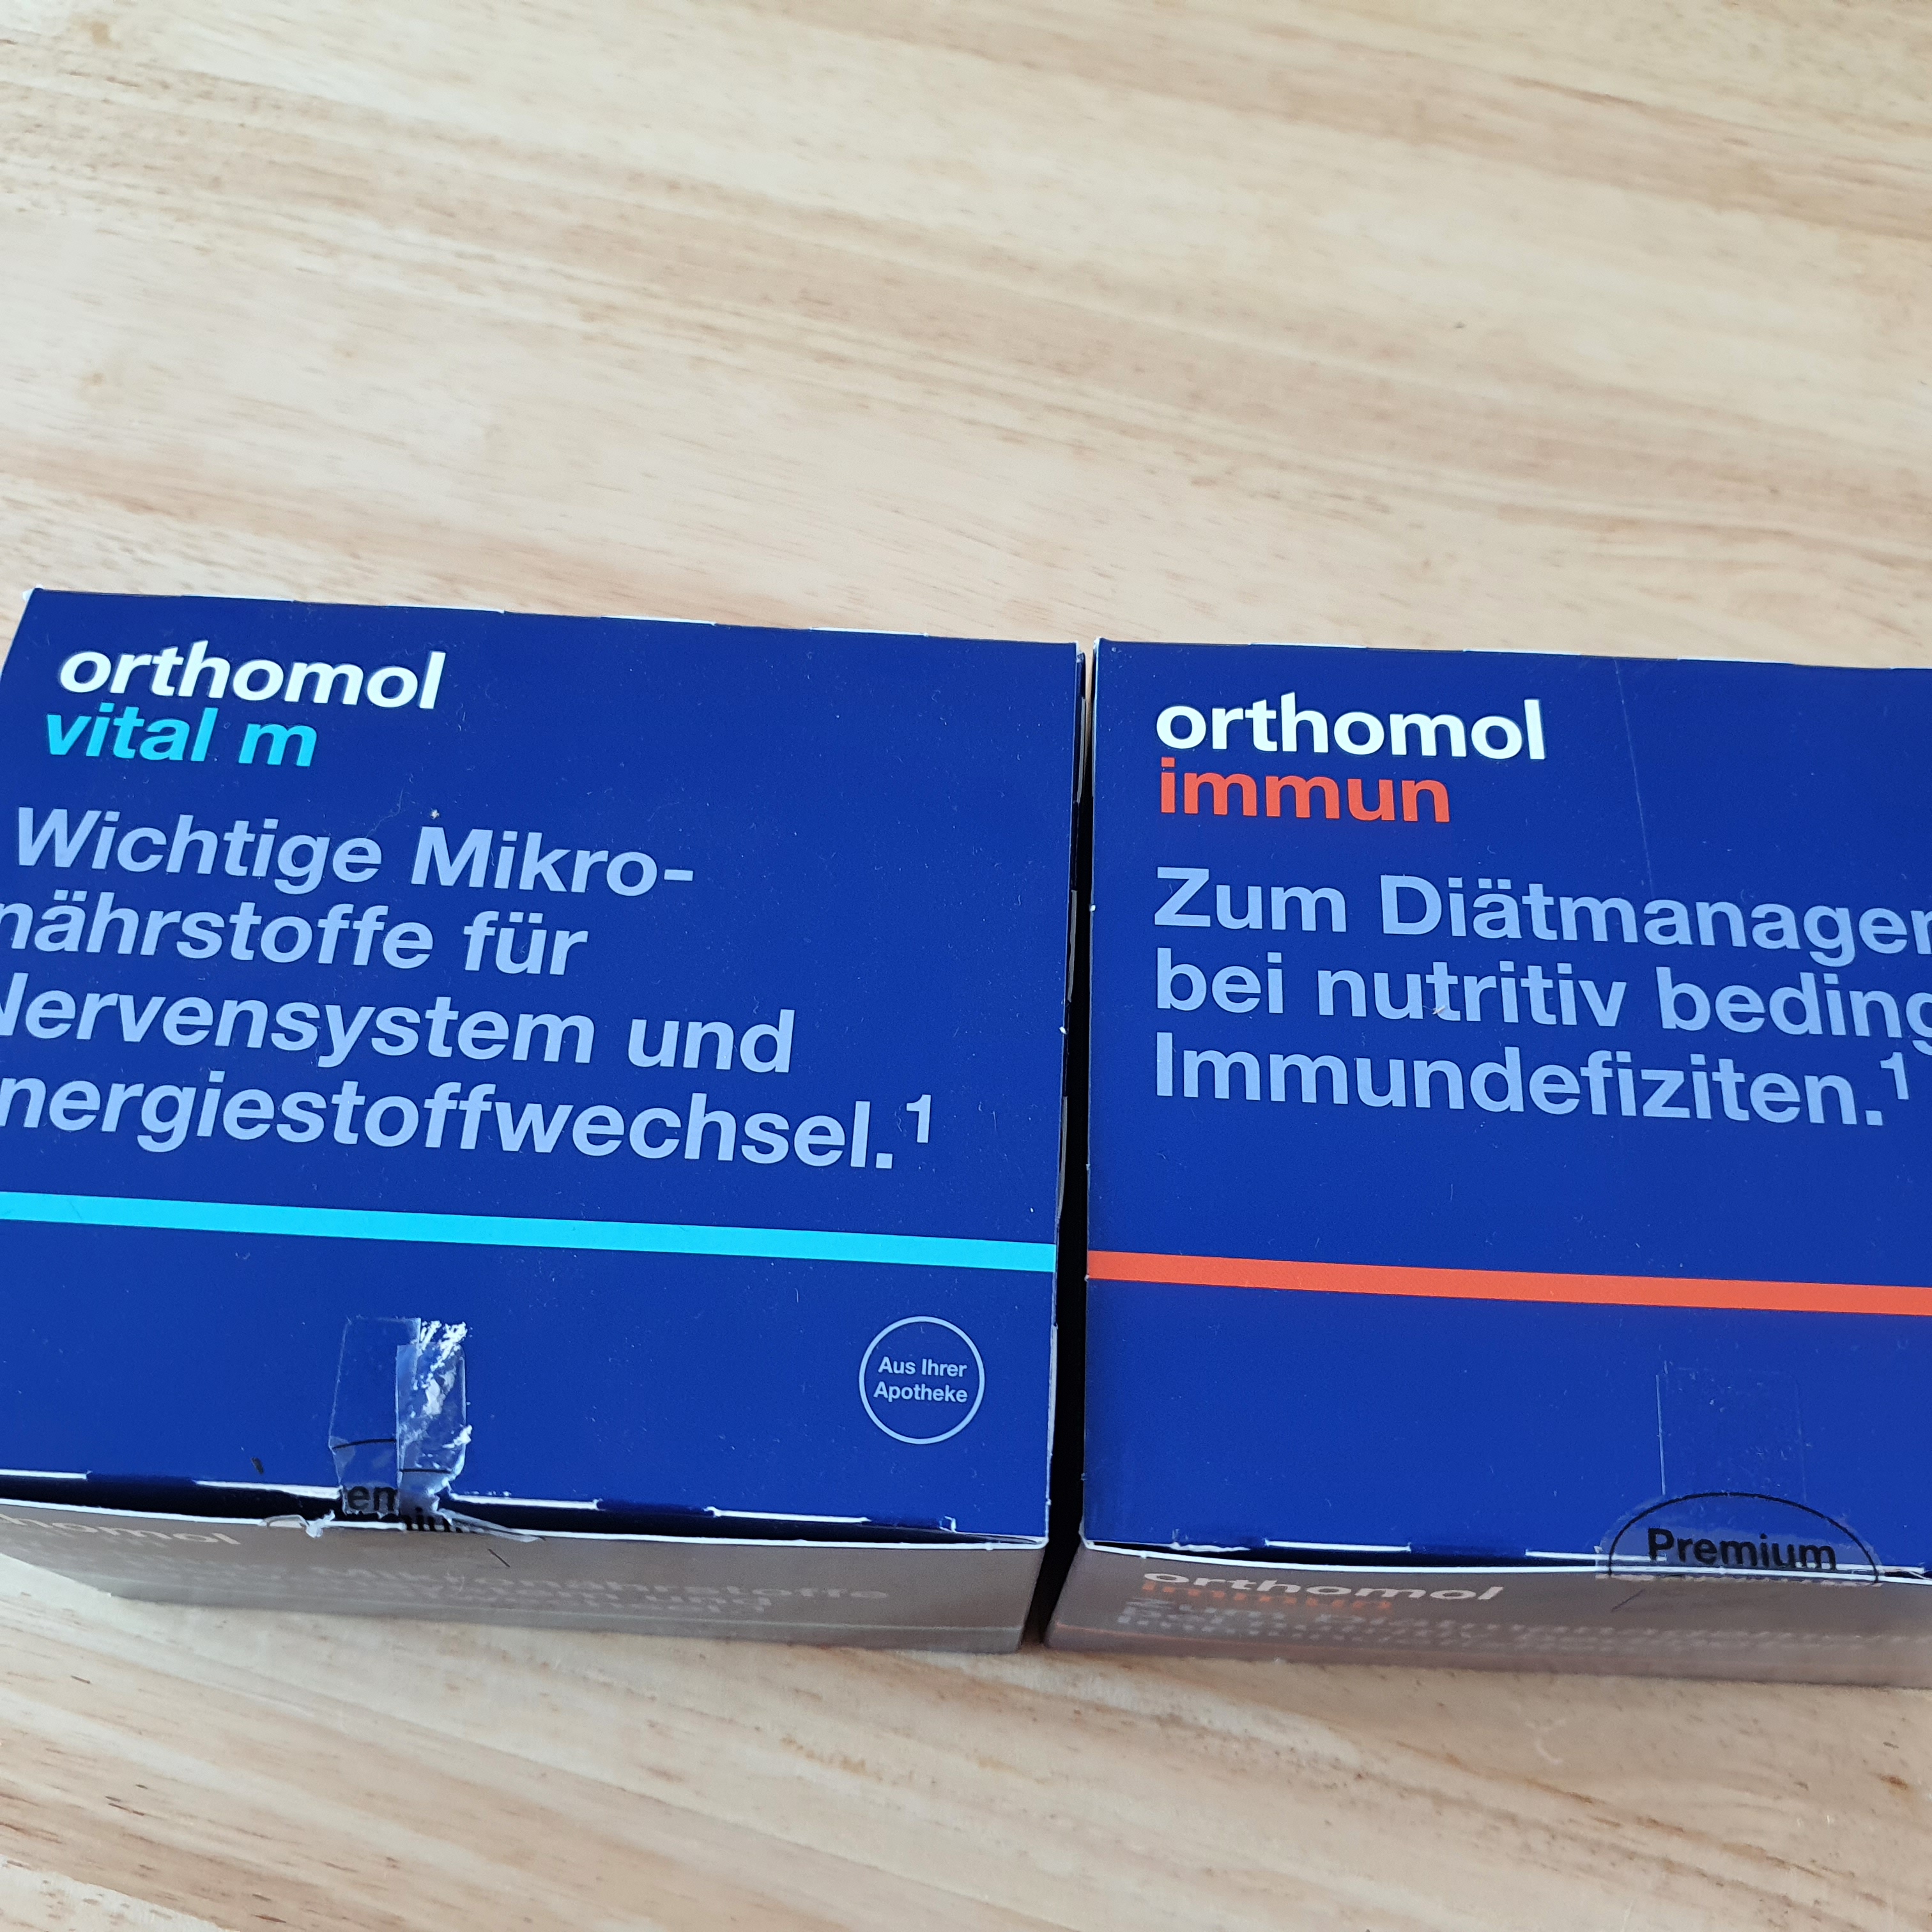 orthomol
vital m
Wichtige Mikro-
nährstoffe für
Nervensystem und
nergiestoffwechsel.¹
Aus Ihrer
Apotheke
orthomol
immun
Zum Diätmanagem
bei nutritiv beding
Immundefiziten.¹
Premium
orthomol
immun